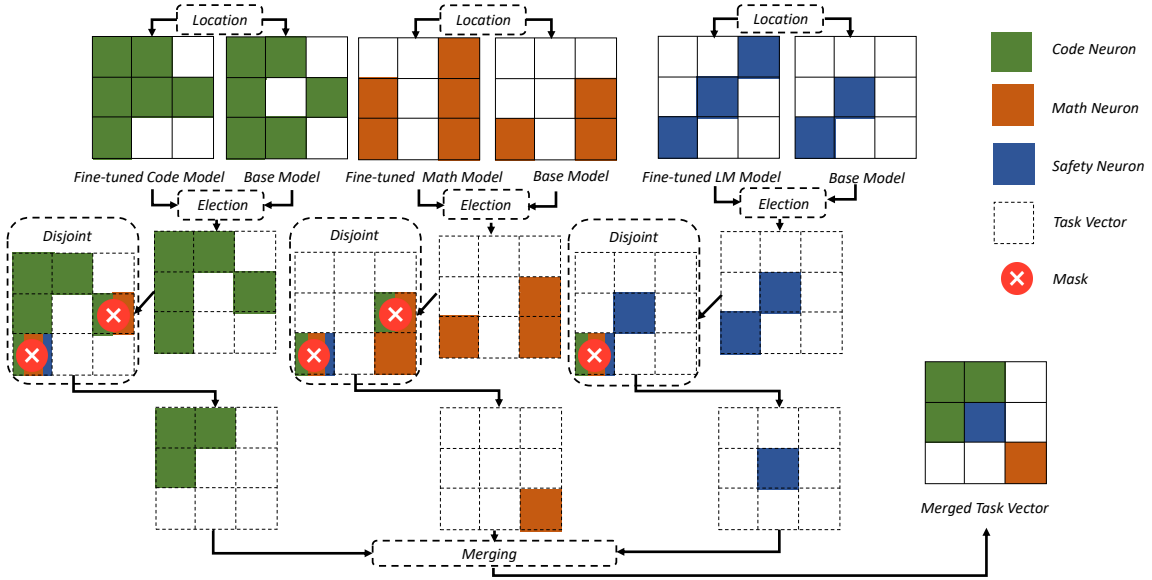 Location
Location
Location
Code Neuron
Math Neuron
Safety Neuron
Task Vector
Mask
Fine-tuned Code Model
Base Model
Fine-tuned Math Model
Base Model
Fine-tuned LM Model
Base Model
Election
Election
Election
Disjoint
Disjoint
Disjoint
Merged Task Vector
Merging